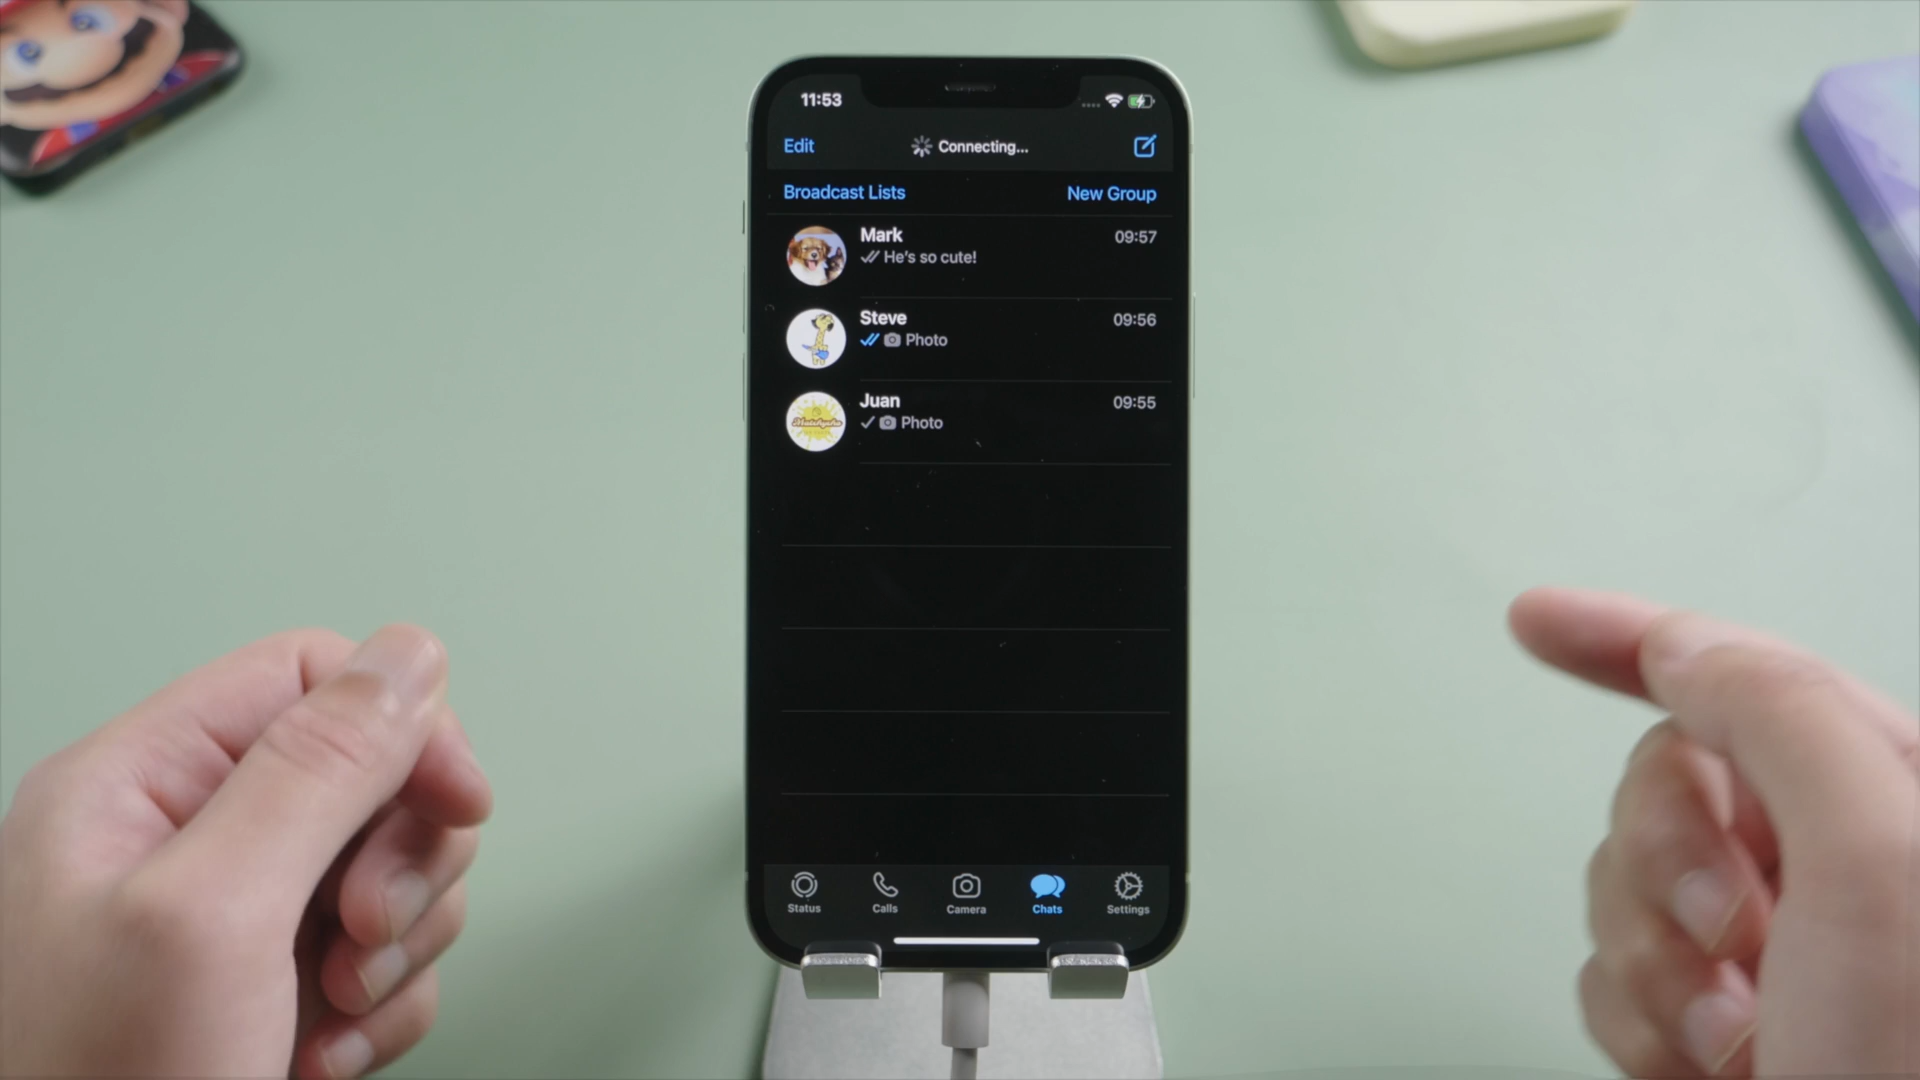 11:53
Edit
Connecting...
Broadcast Lists
New Group
Mark
09:57
He's so cute!
Steve
09:56
Photo
Juan
09:55
Photo
Status
Calls
Camera
Chats
Settings